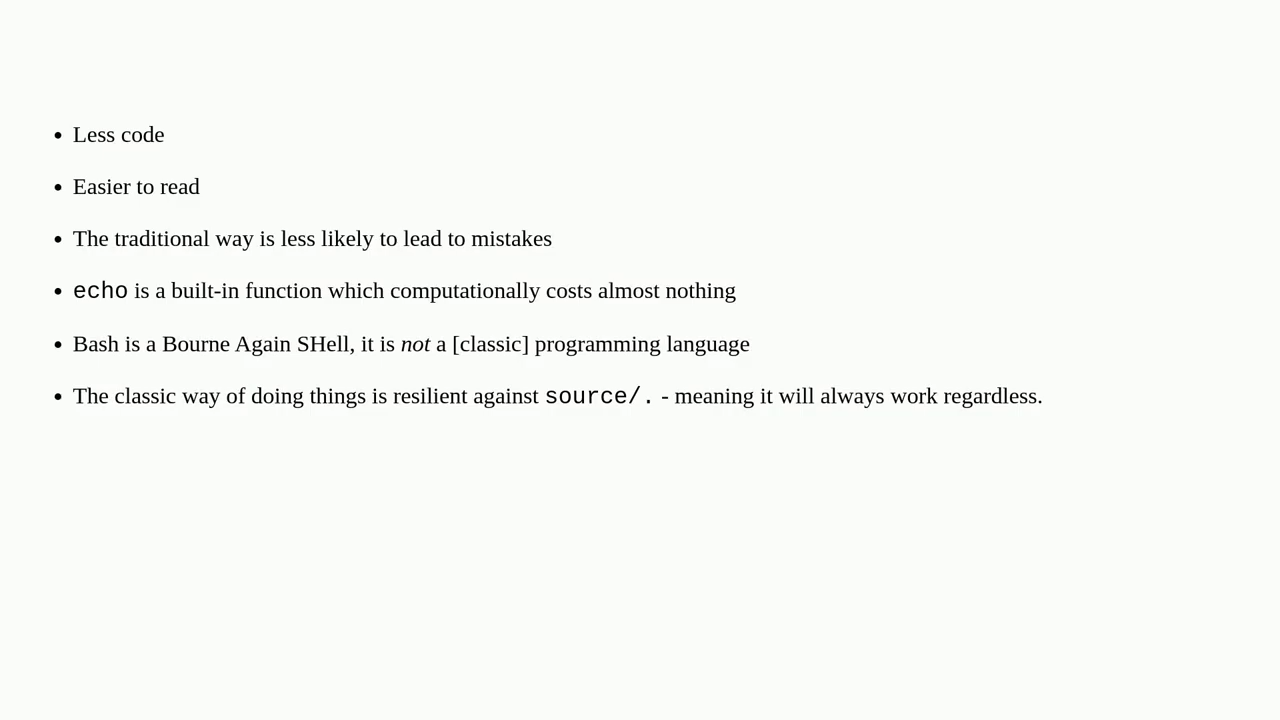 • Less code
• Easier to read
• The traditional way is less likely to lead to mistakes
• echo is a built-in function which computationally costs almost nothing
• Bash is a Bourne Again SHell, it is not a [classic] programming language
• The classic way of doing things is resilient against source/. - meaning it will always work regardless.